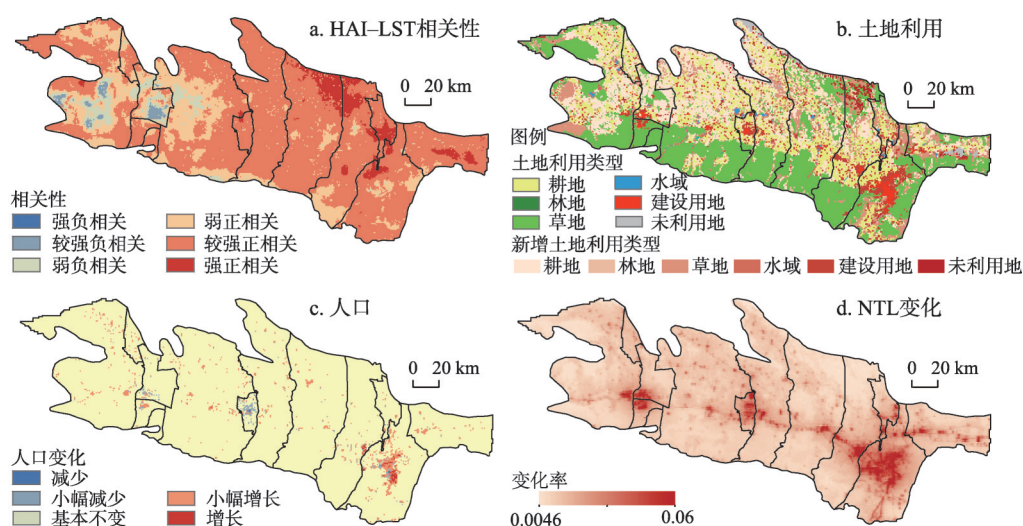 a. HAI–LST相关性
0 20 km
相关性
强负相关 弱正相关
较强负相关 较强正相关
弱负相关 强正相关
b. 土地利用
0 20 km
图例
土地利用类型
耕地 水域
林地 建设用地
草地 未利用地
新增土地利用类型
耕地 林地 草地 水域 建设用地 未利用地
c. 人口
0 20 km
人口变化
减少
小幅减少 小幅增长
基本不变 增长
d. NTL变化
0 20 km
变化率
0.0046 0.06